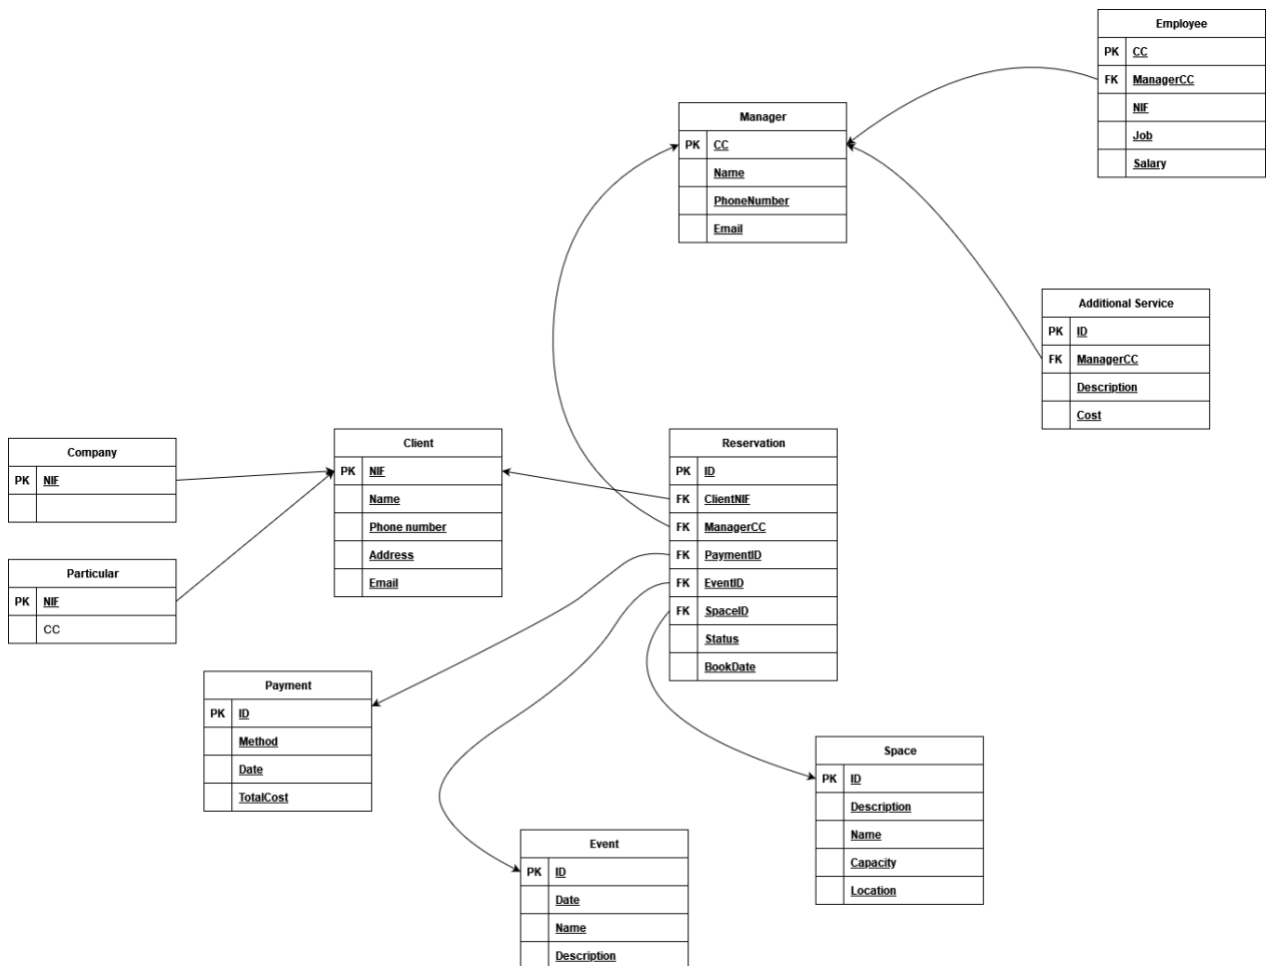 Employee
PK CC
FK ManagerCC
NIF
Job
Salary
Manager
PK CC
Name
PhoneNumber
Email
Additional Service
PK ID
FK ManagerCC
Description
Cost
Company
PK NIF
Client
PK NIF
Name
Phone number
Address
Email
Reservation
PK ID
FK ClientNIF
FK ManagerCC
FK PaymentID
FK EventID
FK SpaceID
Status
BookDate
Particular
PK NIF
CC
Payment
PK ID
Method
Date
TotalCost
Space
PK ID
Description
Name
Capacity
Location
Event
PK ID
Date
Name
Description